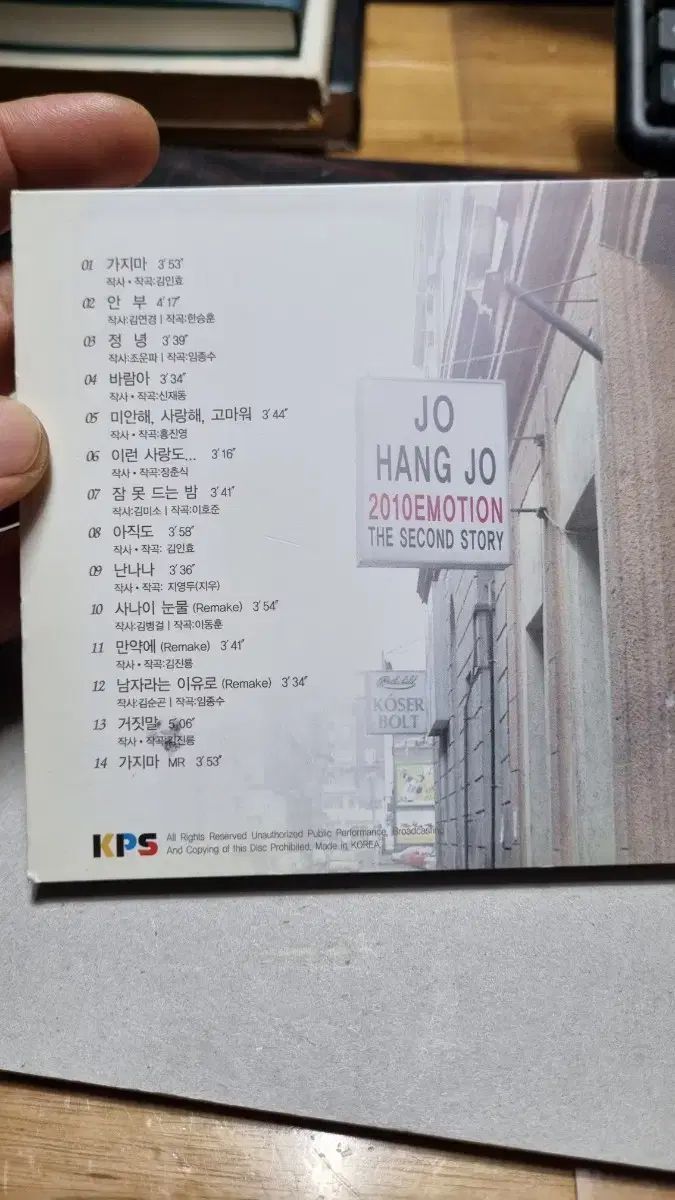 01 가지마 3′53″
작사 • 작곡:김인효
02 안 부 4′17″
작사:김연경 | 작곡:한승훈
03 정 녕 3′39″
작사:조운파 | 작곡:임종수
04 바람아 3′34″
작사 • 작곡:신재동
05 미안해, 사랑해, 고마워 3′44″
작사 • 작곡:홍진영
06 이런 사랑도... 3′16″
작사 • 작곡:장춘식
07 잠 못 드는 밤 3′41″
작사:김미소 | 작곡:이호준
08 아직도 3′58″
작사 • 작곡: 김인효
09 난나나 3′36″
작사 • 작곡: 지영두(지우)
10 사나이 눈물 (Remake) 3′54″
작사:김병걸 | 작곡:이동훈
11 만약에 (Remake) 3′41″
작사 • 작곡:김진룡
12 남자라는 이유로 (Remake) 3′34″
작사:김순곤 | 작곡:임종수
13 거짓말 5′06″
작사 • 작곡:김진룡
14 가지마 MR 3′53″
JO
HANG JO
2010EMOTION
THE SECOND STORY
KÖSER
BOLT
KPS
All Rights Reserved Unauthorized Public Performance, Broadcasting
And Copying of this Disc Prohibited, Made in KOREA.